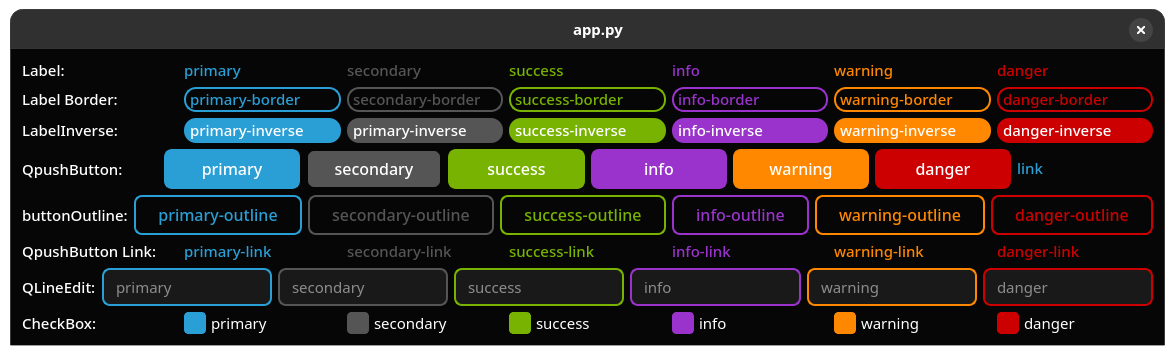 app.py
Label: primary secondary success info warning danger
Label Border: primary-border secondary-border success-border info-border warning-border danger-border
LabelInverse: primary-inverse primary-inverse success-inverse info-inverse warning-inverse danger-inverse
QpushButton: primary secondary success info warning danger link
buttonOutline: primary-outline secondary-outline success-outline info-outline warning-outline danger-outline
QpushButton Link: primary-link secondary-link success-link info-link warning-link danger-link
QLineEdit: primary secondary success info warning danger
CheckBox: primary secondary success info warning danger